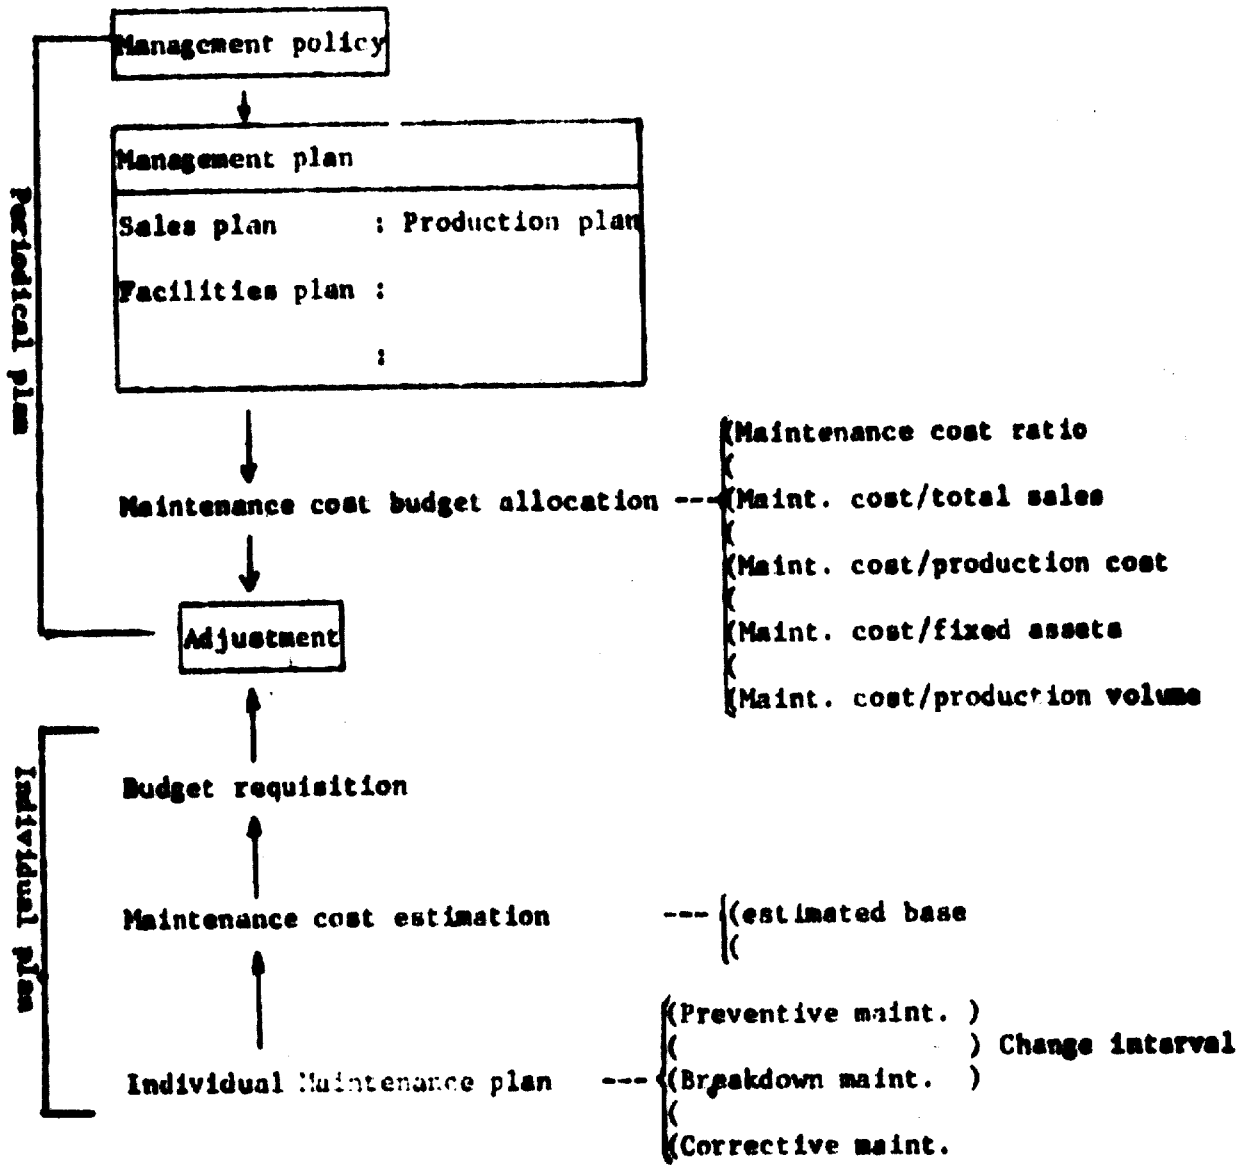 Management policy
Management plan
Sales plan : Production plan
Facilities plan :
:
Periodical plan
(Maintenance cost ratio
(
Maintenance cost budget allocation --- (Maint. cost/total sales
(
(Maint. cost/production cost
(
Adjustment
(Maint. cost/fixed assets
(
(Maint. cost/production volume
Individual plan
Budget requisition
Maintenance cost estimation --- (estimated base
(
(Preventive maint. )
( ) Change interval
Individual Maintenance plan --- (Breakdown maint. )
(
(Corrective maint.